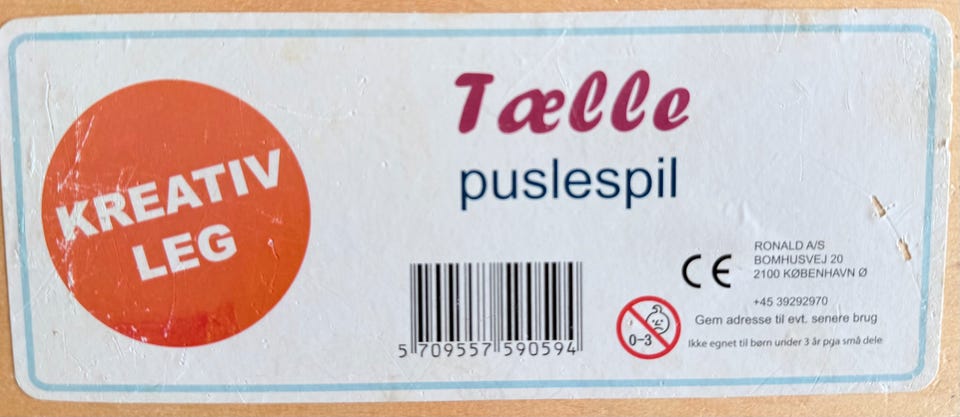 KREATIV
LEG
Tælle
puslespil
5 709557 590594
CE
RONALD A/S
BOMHUSVEJ 20
2100 KØBENHAVN Ø
+45 39292970
0-3
Gem adresse til evt. senere brug
Ikke egnet til børn under 3 år pga små dele